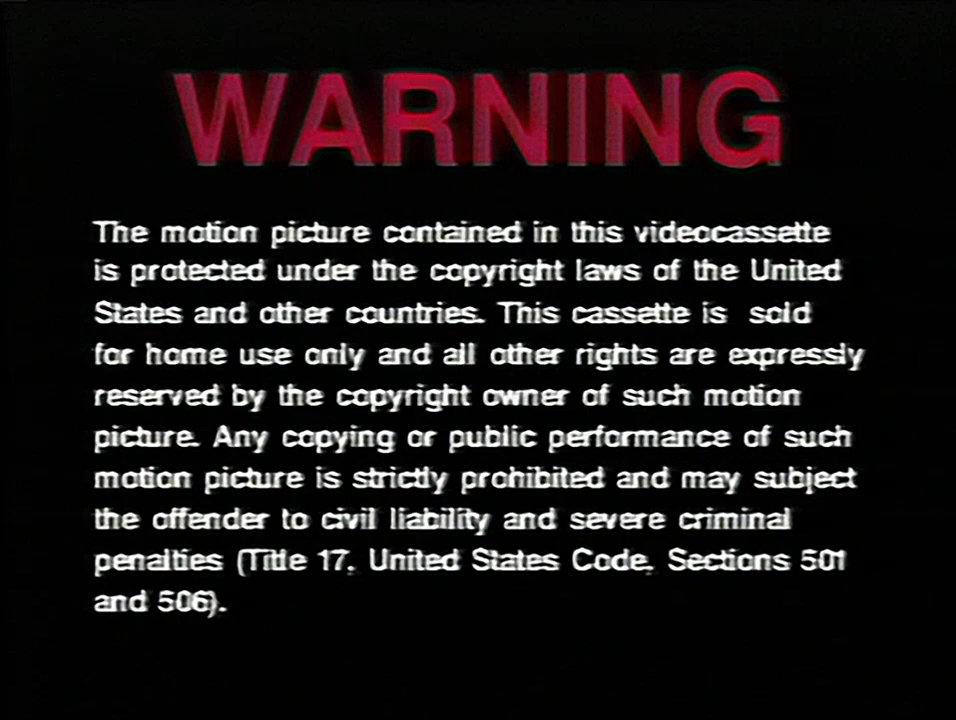 WARNING
The motion picture contained in this videocassette
is protected under the copyright laws of the United
States and other countries. This cassette is sold
for home use only and all other rights are expressly
reserved by the copyright owner of such motion
picture. Any copying or public performance of such
motion picture is strictly prohibited and may subject
the offender to civil liability and severe criminal
penalties (Title 17, United States Code, Sections 501
and 506).